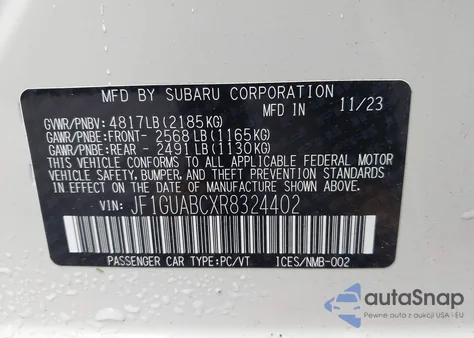 MFD BY SUBARU CORPORATION
MFD IN 11/23
GVWR/PNBV: 4817LB(2185KG)
GAWR/PNBE:FRONT- 2568LB(1165KG)
GAWR/PNBE:REAR - 2491LB(1130KG)
THIS VEHICLE CONFORMS TO ALL APPLICABLE FEDERAL MOTOR
VEHICLE SAFETY, BUMPER, AND THEFT PREVENTION STANDARDS
IN EFFECT ON THE DATE OF MANUFACTURE SHOWN ABOVE.
VIN: JF1GUABCXR8324402
PASSENGER CAR TYPE:PC/VT ICES/NMB-002
autoSnap
Pewne auta z aukcji USA i EU